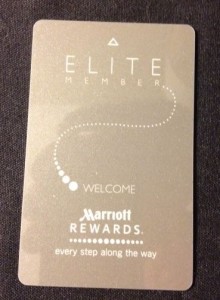 ELITE
MEMBER
WELCOME
Marriott
REWARDS.
every step along the way